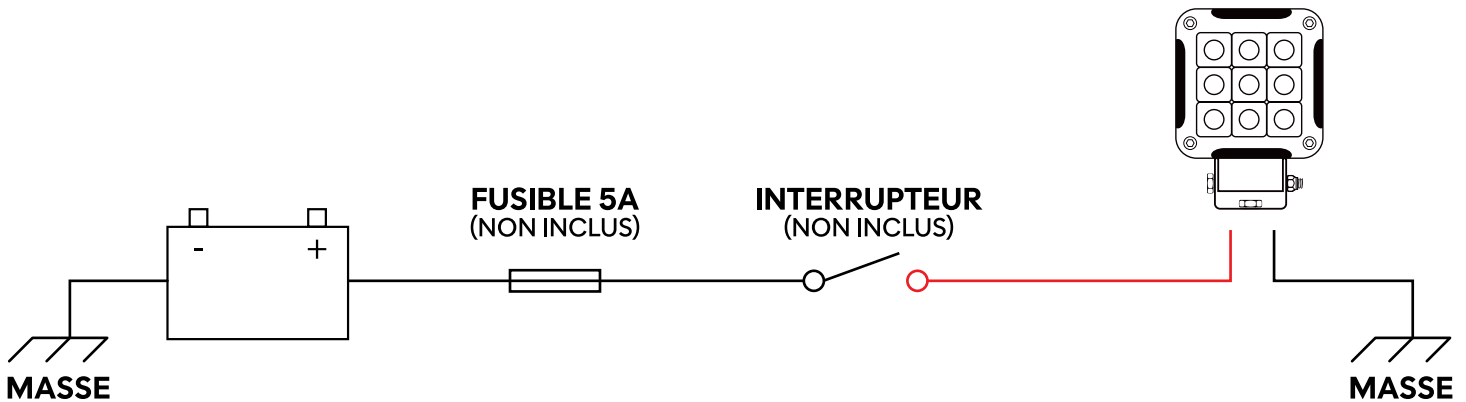 FUSIBLE 5A
(NON INCLUS)
INTERRUPTEUR
(NON INCLUS)
- +
MASSE
MASSE